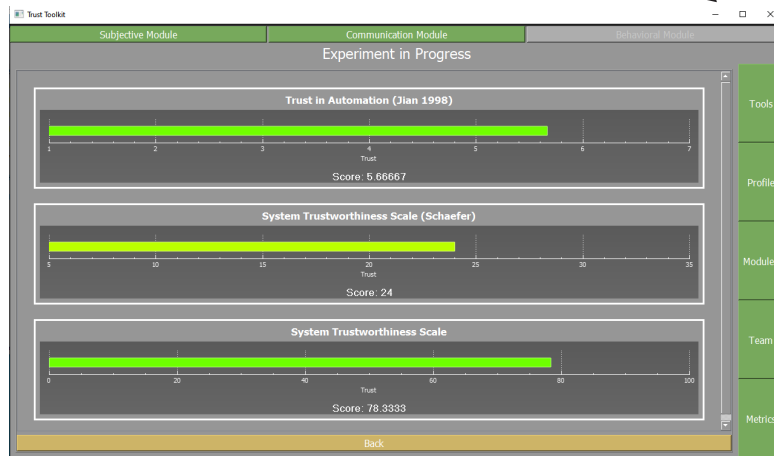 Trust Toolkit
Subjective Module
Communication Module
Behavioral Module
Experiment in Progress
Trust in Automation (Jian 1998)
1 2 3 4 5 6 7
Trust
Score: 5.66667
System Trustworthiness Scale (Schaefer)
5 10 15 20 25 30 35
Trust
Score: 24
System Trustworthiness Scale
0 20 40 60 80 100
Trust
Score: 78.3333
Back
Tools
Profile
Module
Team
Metrics